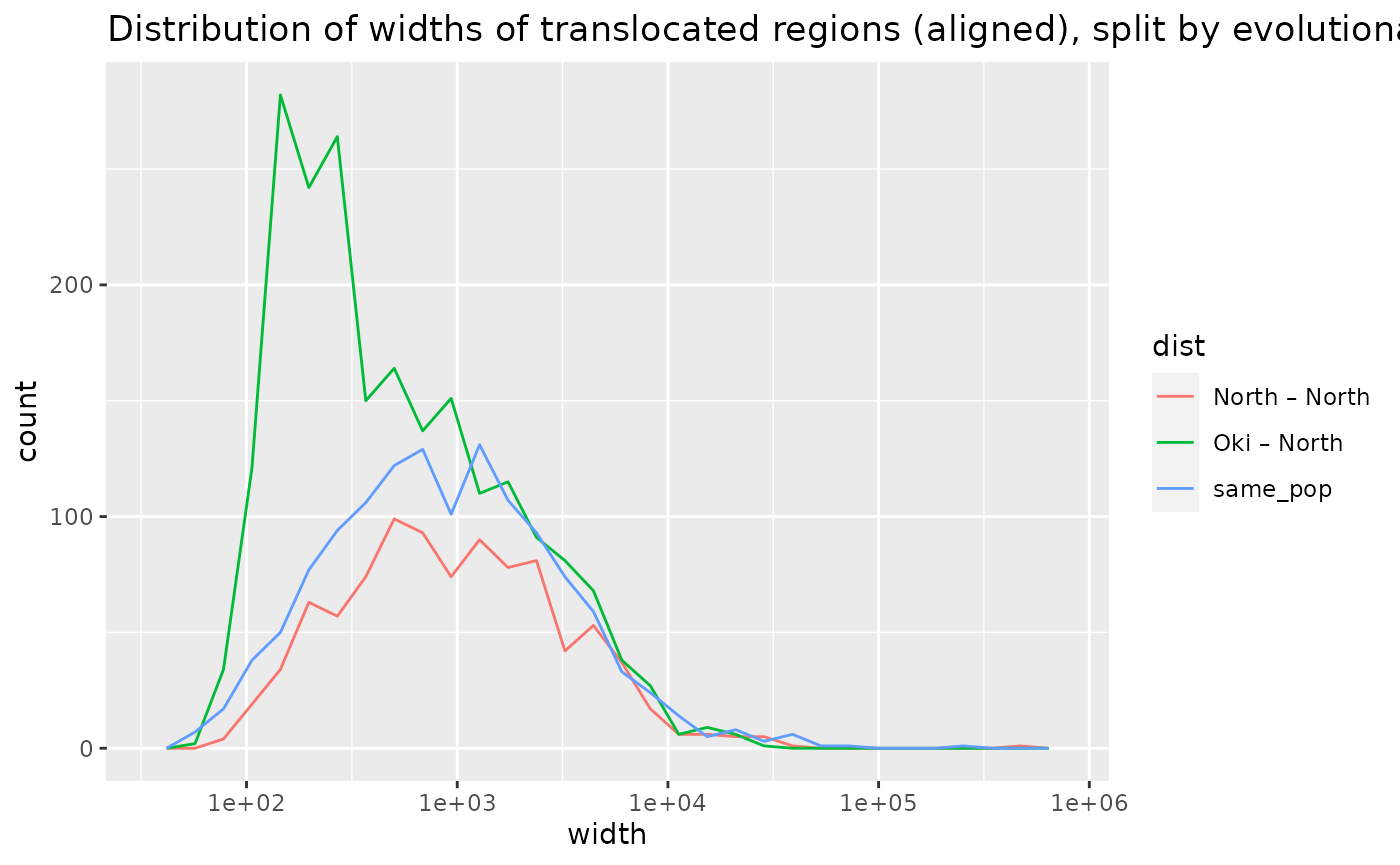 Distribution of widths of translocated regions (aligned), split by
count
200
100
0
1e+02 1e+03 1e+04 1e+05 1e+06
width
dist
North – North
Oki – North
same_pop